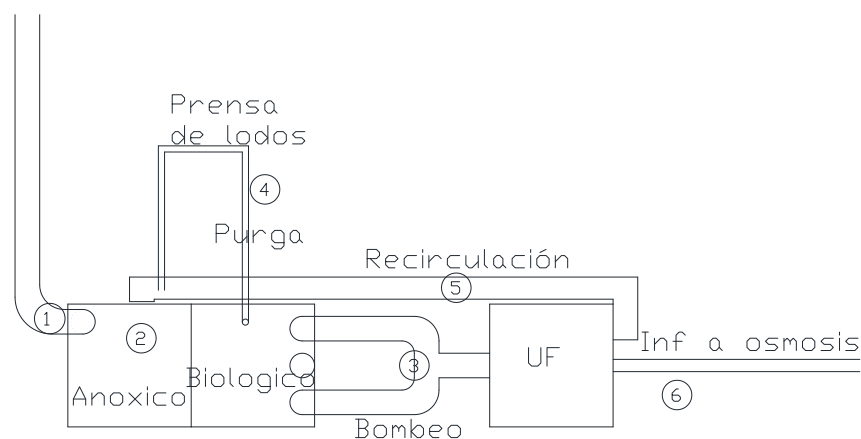 Prensa
de lodos
4
Purga
Recirculación
5
1
2
Inf a osmosis
UF
3
Biologico
Anoxico
6
Bombeo